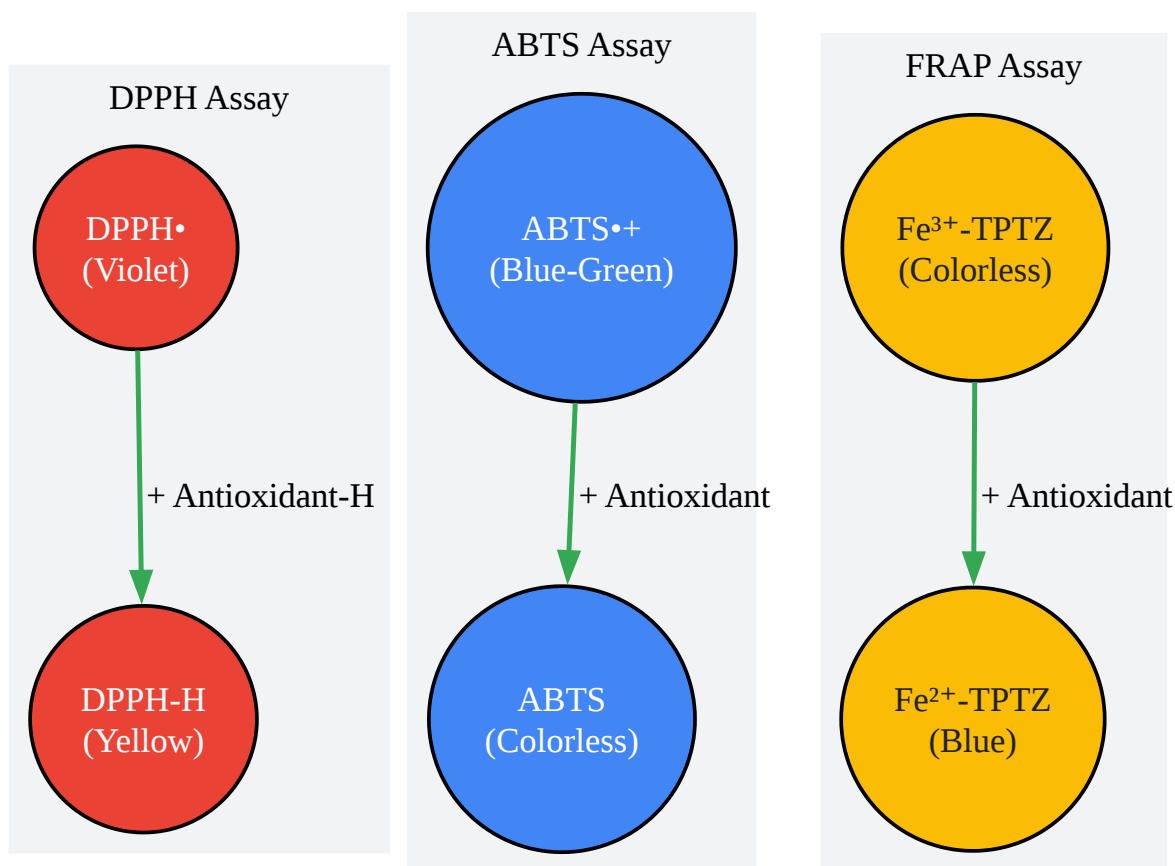 DPPH Assay
DPPH•
(Violet)
+ Antioxidant-H
DPPH-H
(Yellow)
ABTS Assay
ABTS•+
(Blue-Green)
+ Antioxidant
ABTS
(Colorless)
FRAP Assay
Fe³⁺-TPTZ
(Colorless)
+ Antioxidant
Fe²⁺-TPTZ
(Blue)